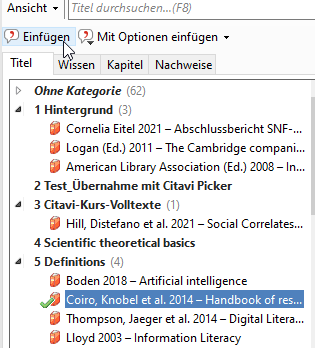 Ansicht Titel durchsuchen...(F8)
Einfügen Mit Optionen einfügen
Titel Wissen Kapitel Nachweise
Ohne Kategorie (62)
1 Hintergrund (3)
Cornelia Eitel 2021 – Abschlussbericht SNF-...
Logan (Ed.) 2011 – The Cambridge compani...
American Library Association (Ed.) 2008 – In...
2 Test_Übernahme mit Citavi Picker
3 Citavi-Kurs-Volltexte (1)
Hill, Distefano et al. 2021 – Social Correlates...
4 Scientific theoretical basics
5 Definitions (4)
Boden 2018 – Artificial intelligence
Coiro, Knobel et al. 2014 – Handbook of res...
Thompson, Jaeger et al. 2014 – Digital Litera...
Lloyd 2003 – Information Literacy